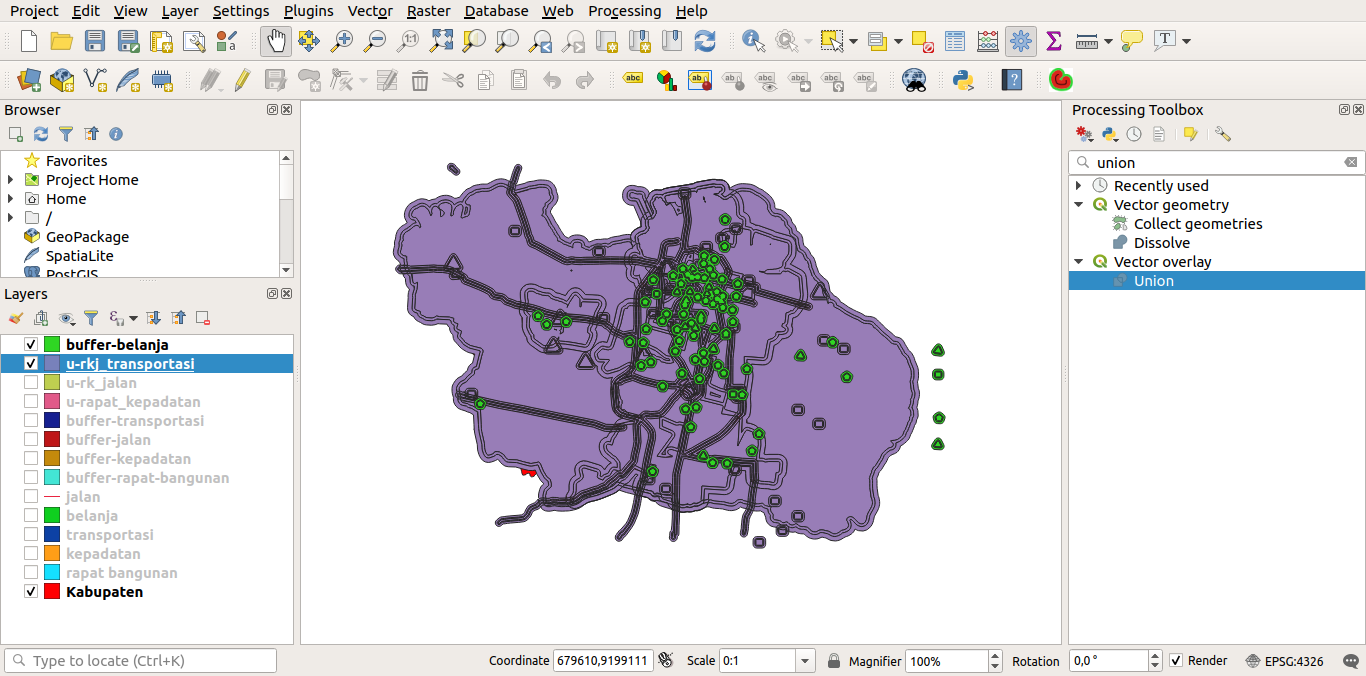 Project Edit View Layer Settings Plugins Vector Raster Database Web Processing Help
Browser
Favorites
Project Home
Home
/
GeoPackage
SpatiaLite
PostGIS
Layers
buffer-belanja
u-rkj_transportasi
u-rk_jalan
u-rapat_kepadatan
buffer-transportasi
buffer-jalan
buffer-kepadatan
buffer-rapat-bangunan
jalan
belanja
transportasi
kepadatan
rapat bangunan
Kabupaten
Processing Toolbox
union
Recently used
Vector geometry
Collect geometries
Dissolve
Vector overlay
Union
Type to locate (Ctrl+K)
Coordinate 679610,9199111 Scale 0:1 Magnifier 100% Rotation 0,0 ° Render EPSG:4326